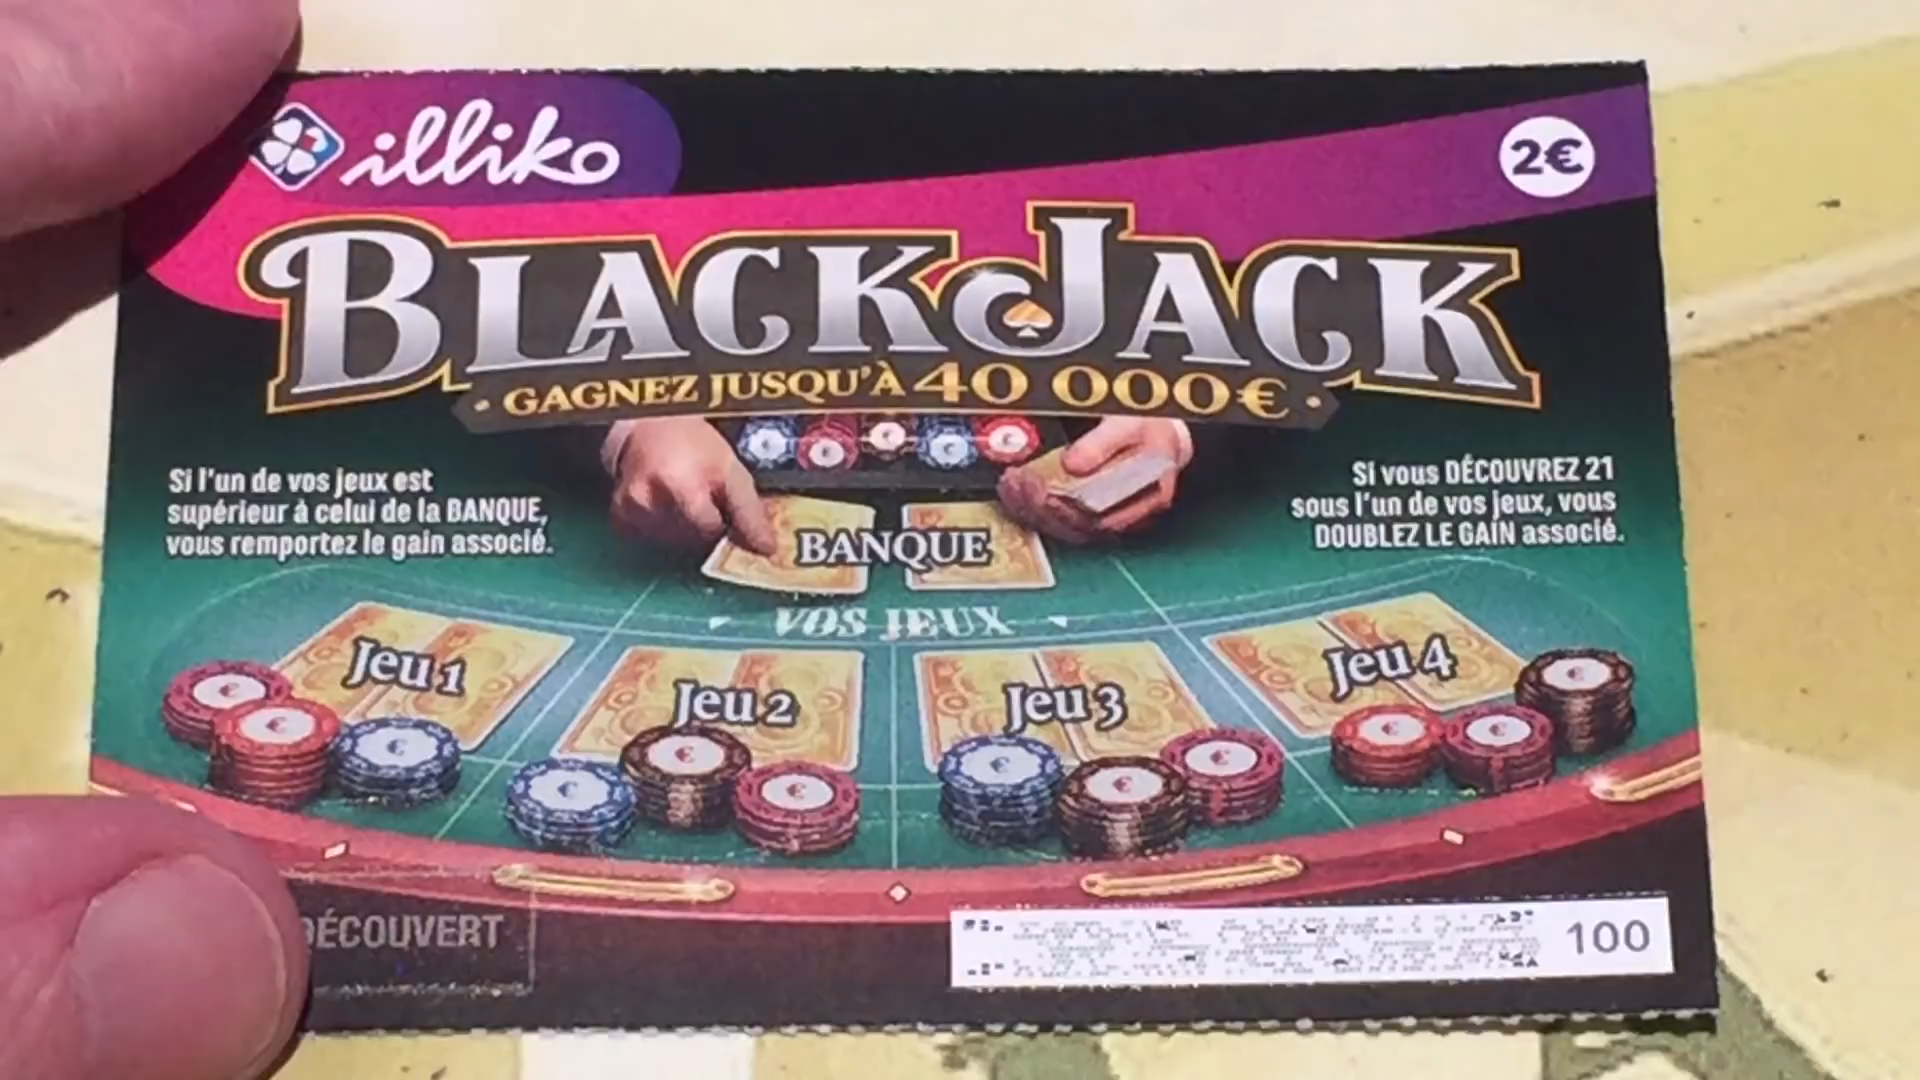 illiko
2€
BLACKJACK
GAGNEZ JUSQU'À 40 000€
Si l'un de vos jeux est
supérieur à celui de la BANQUE,
vous remportez le gain associé.
Si vous DÉCOUVREZ 21
sous l'un de vos jeux, vous
DOUBLEZ LE GAIN associé.
BANQUE
VOS JEUX
Jeu 1
Jeu 2
Jeu 3
Jeu 4
DÉCOUVERT
100